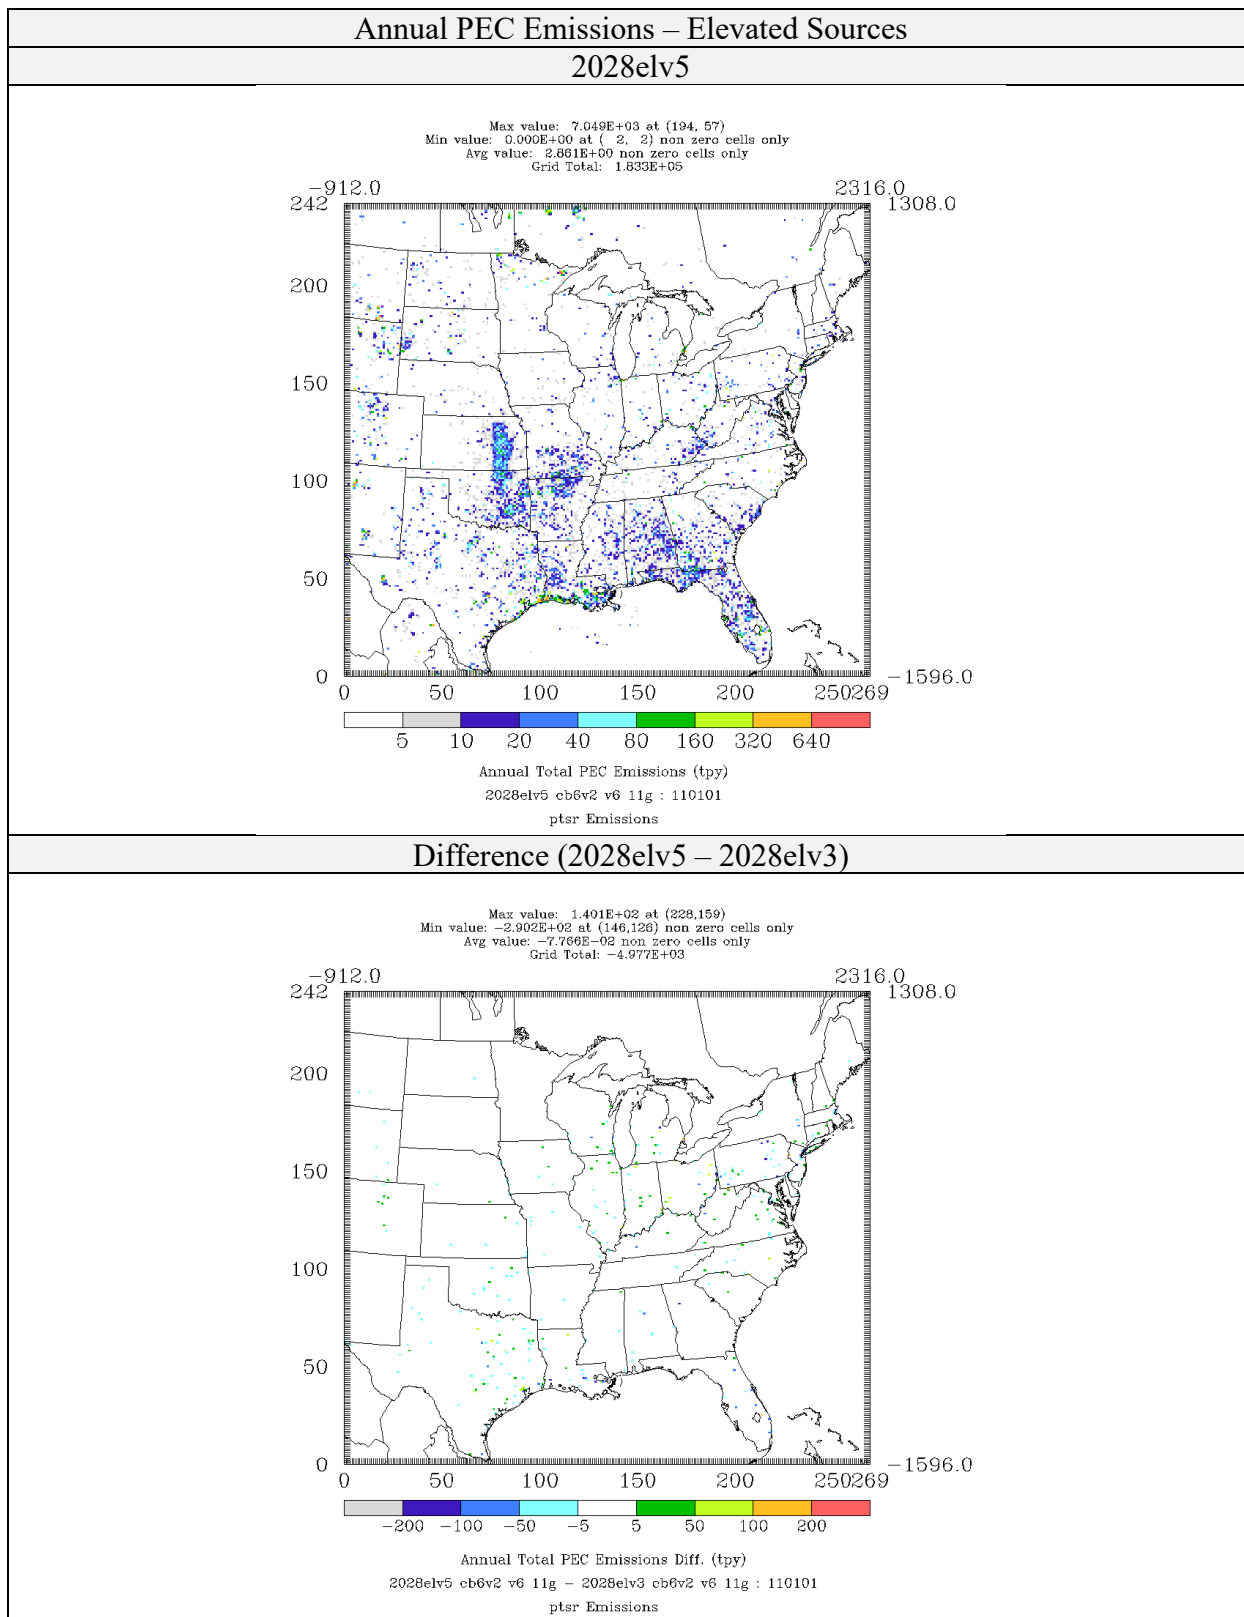 Annual PEC Emissions – Elevated Sources
2028elv5
Max value: 7.049E+03 at (194, 57)
Min value: 0.000E+00 at ( 2, 2) non zero cells only
Avg value: 2.861E+00 non zero cells only
Grid Total: 1.833E+05
−912.0 2316.0
242 1308.0
200
150
100
50
0 −1596.0
0 50 100 150 200 250269
5 10 20 40 80 160 320 640
Annual Total PEC Emissions (tpy)
2028elv5 cb6v2 v6 11g : 110101
ptsr Emissions
Difference (2028elv5 – 2028elv3)
Max value: 1.401E+02 at (228,159)
Min value: −2.902E+02 at (146,126) non zero cells only
Avg value: −7.766E−02 non zero cells only
Grid Total: −4.977E+03
−912.0 2316.0
242 1308.0
200
150
100
50
0 −1596.0
0 50 100 150 200 250269
−200 −100 −50 −5 5 50 100 200
Annual Total PEC Emissions Diff. (tpy)
2028elv5 cb6v2 v6 11g − 2028elv3 cb6v2 v6 11g : 110101
ptsr Emissions